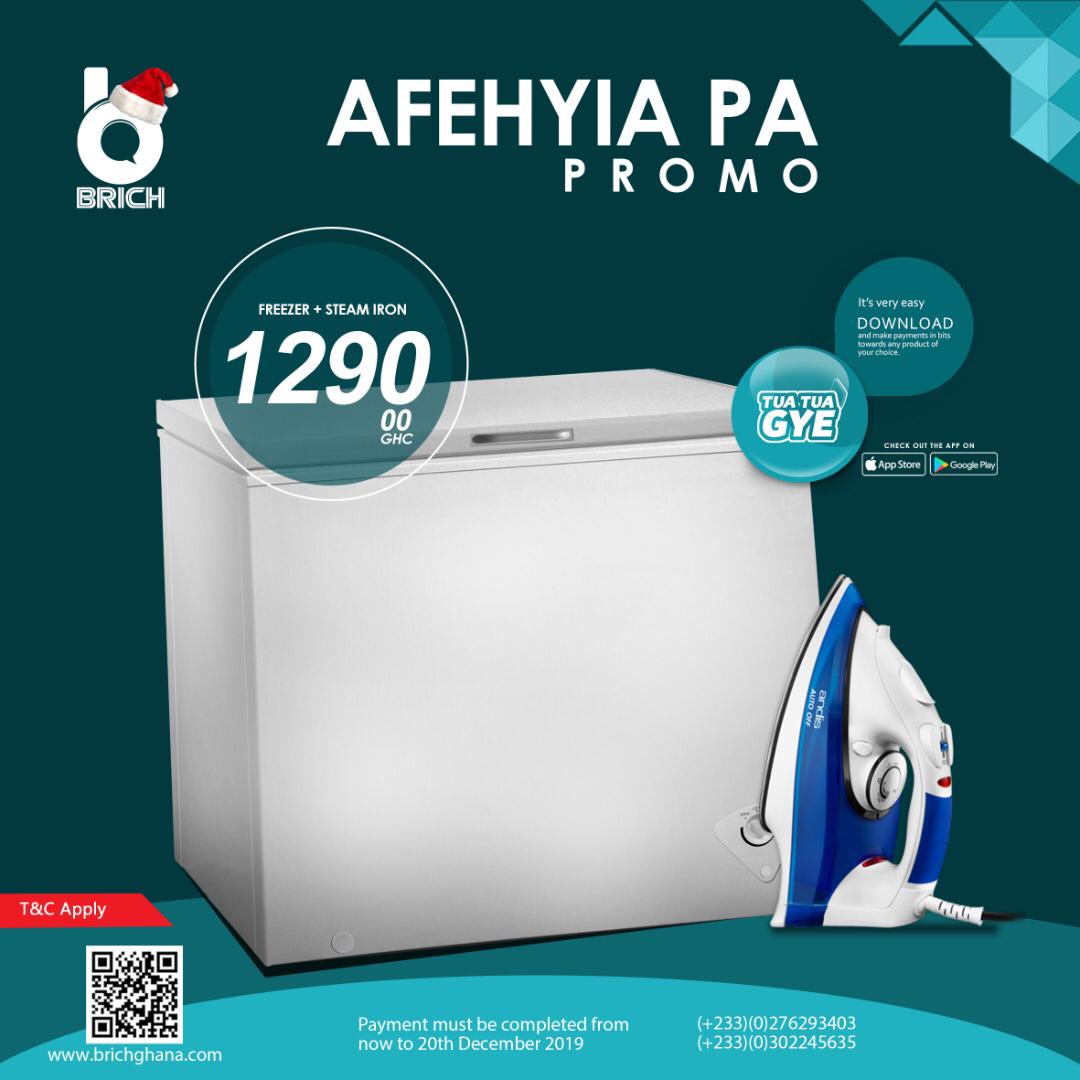 BRICH
AFEHYIA PA
PROMO
FREEZER + STEAM IRON
1290
00
GHC
It's very easy
DOWNLOAD
and make payments in bits
towards any product of
your choice.
TUA TUA
GYE
CHECK OUT THE APP ON
App Store
Google Play
andis
AUTO OFF
T&C Apply
www.brichghana.com
Payment must be completed from
now to 20th December 2019
(+233)(0)276293403
(+233)(0)302245635